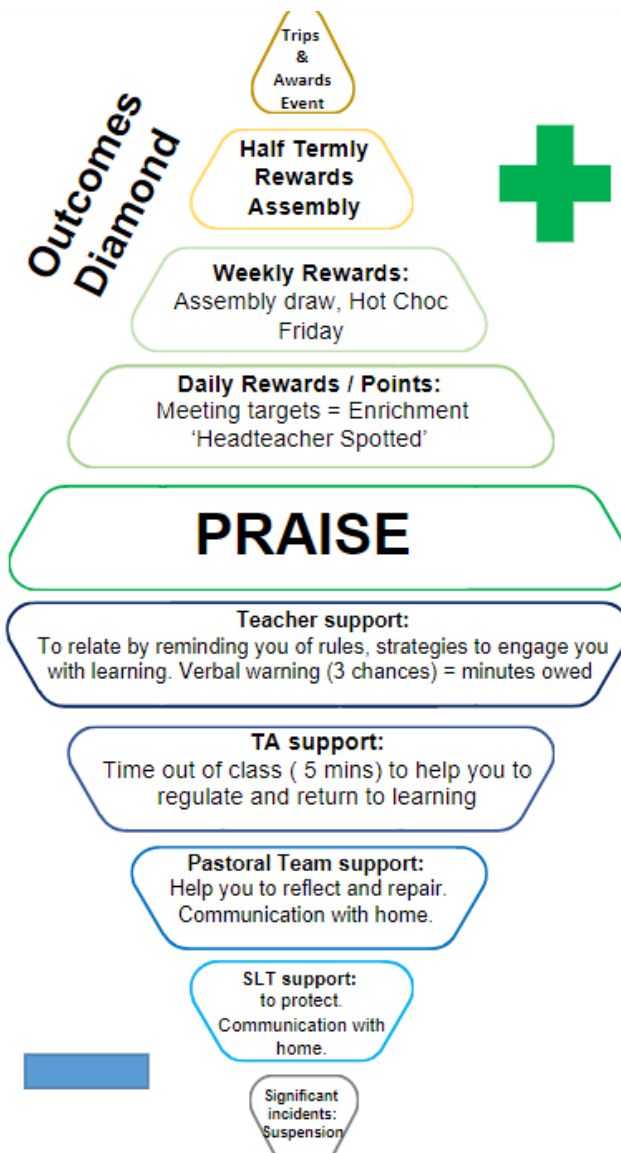 Outcomes
Diamond
Trips
&
Awards
Event
Half Termly
Rewards
Assembly
Weekly Rewards:
Assembly draw, Hot Choc
Friday
Daily Rewards / Points:
Meeting targets = Enrichment
‘Headteacher Spotted’
PRAISE
Teacher support:
To relate by reminding you of rules, strategies to engage you
with learning. Verbal warning (3 chances) = minutes owed
TA support:
Time out of class ( 5 mins) to help you to
regulate and return to learning
Pastoral Team support:
Help you to reflect and repair.
Communication with home.
SLT support:
to protect.
Communication with
home.
Significant
incidents:
Suspension